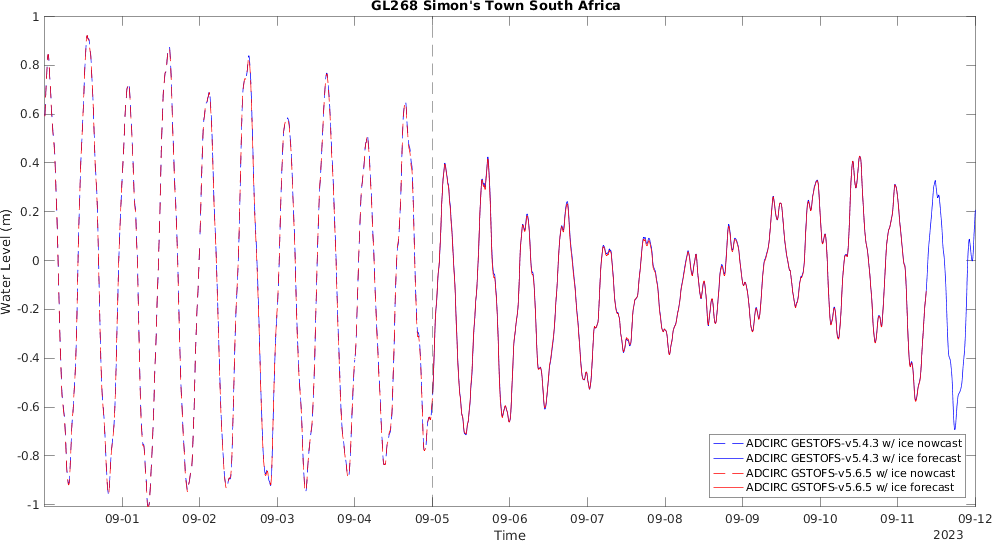 GL268 Simon's Town South Africa
1
0.8
0.6
0.4
0.2
0
-0.2
-0.4
-0.6
-0.8
-1
Water Level (m)
ADCIRC GESTOFS-v5.4.3 w/ ice nowcast
ADCIRC GESTOFS-v5.4.3 w/ ice forecast
ADCIRC GSTOFS-v5.6.5 w/ ice nowcast
ADCIRC GSTOFS-v5.6.5 w/ ice forecast
09-01 09-02 09-03 09-04 09-05 09-06 09-07 09-08 09-09 09-10 09-11 09-12
Time
2023